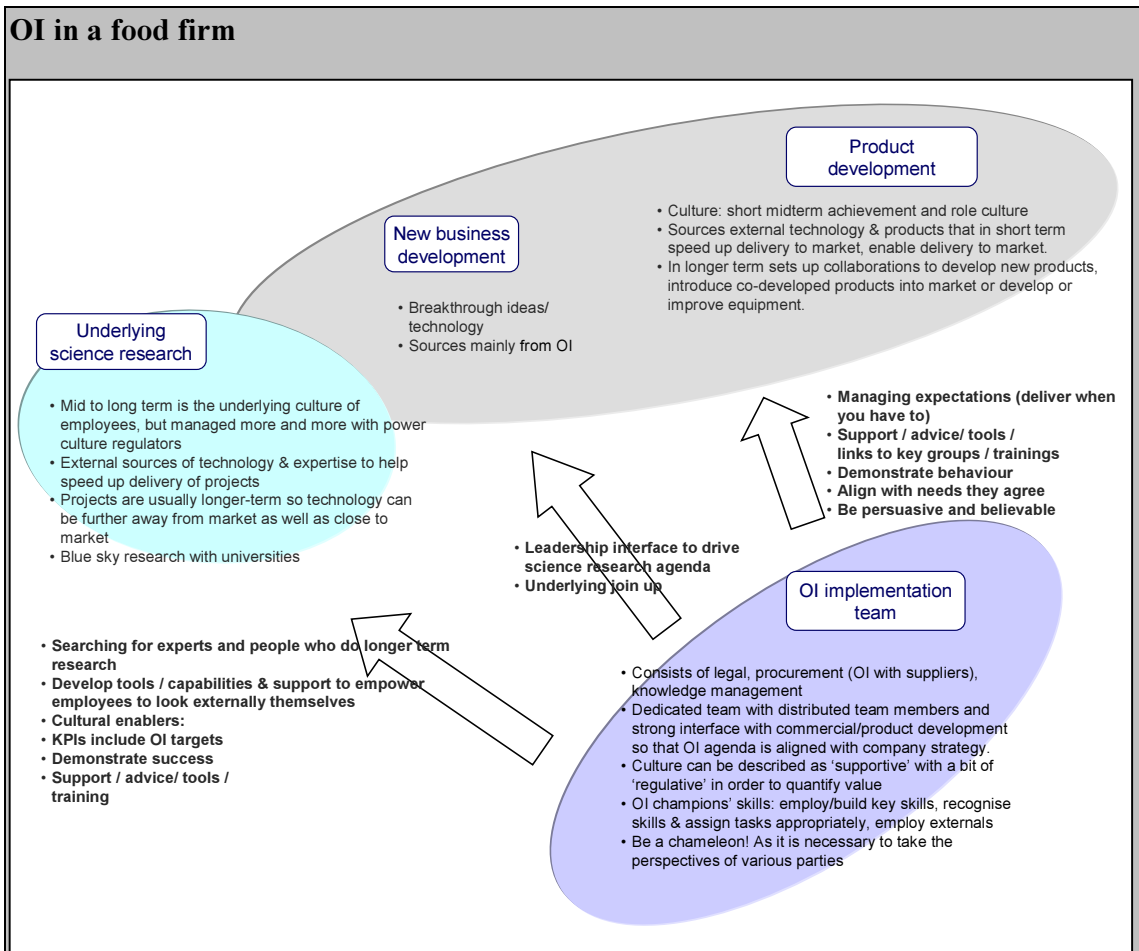 OI in a food firm
Product
development
• Culture: short midterm achievement and role culture
• Sources external technology & products that in short term
speed up delivery to market, enable delivery to market.
• In longer term sets up collaborations to develop new products,
introduce co-developed products into market or develop or
improve equipment.
New business
development
• Breakthrough ideas/
technology
• Sources mainly from OI
Underlying
science research
• Mid to long term is the underlying culture of
employees, but managed more and more with power
culture regulators
• External sources of technology & expertise to help
speed up delivery of projects
• Projects are usually longer-term so technology can
be further away from market as well as close to
market
• Blue sky research with universities
• Managing expectations (deliver when
you have to)
• Support / advice/ tools /
links to key groups / trainings
• Demonstrate behaviour
• Align with needs they agree
• Be persuasive and believable
• Leadership interface to drive
science research agenda
• Underlying join up
• Searching for experts and people who do longer term
research
• Develop tools / capabilities & support to empower
employees to look externally themselves
• Cultural enablers:
• KPIs include OI targets
• Demonstrate success
• Support / advice/ tools /
training
OI implementation
team
• Consists of legal, procurement (OI with suppliers),
knowledge management
• Dedicated team with distributed team members and
strong interface with commercial/product development
so that OI agenda is aligned with company strategy.
• Culture can be described as ‘supportive’ with a bit of
‘regulative’ in order to quantify value
• OI champions’ skills: employ/build key skills, recognise
skills & assign tasks appropriately, employ externals
• Be a chameleon! As it is necessary to take the
perspectives of various parties